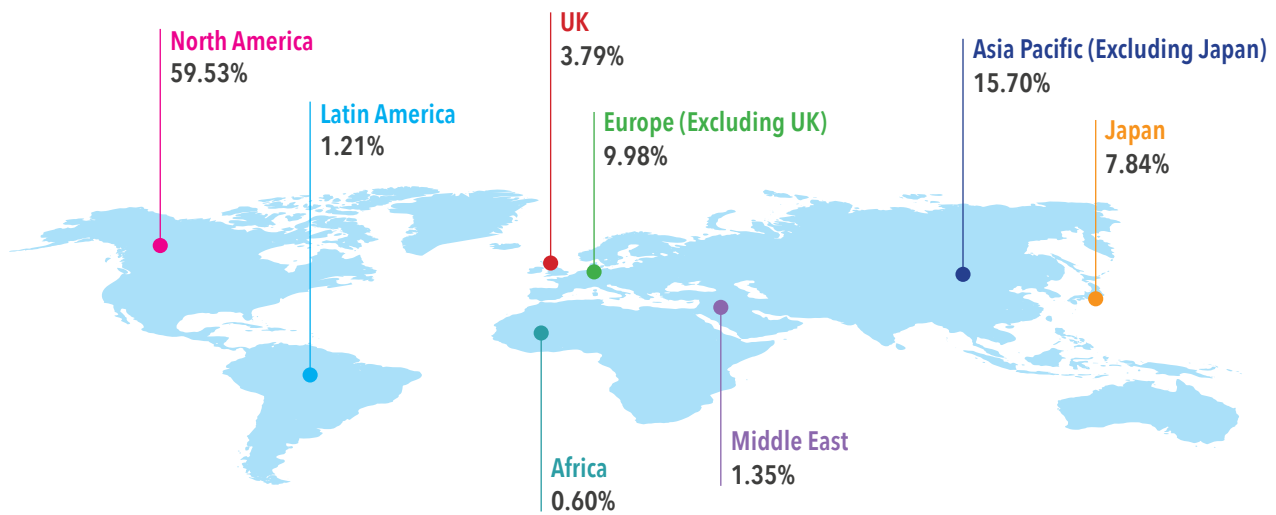 North America
59.53%
Latin America
1.21%
UK
3.79%
Europe (Excluding UK)
9.98%
Asia Pacific (Excluding Japan)
15.70%
Japan
7.84%
Africa
0.60%
Middle East
1.35%